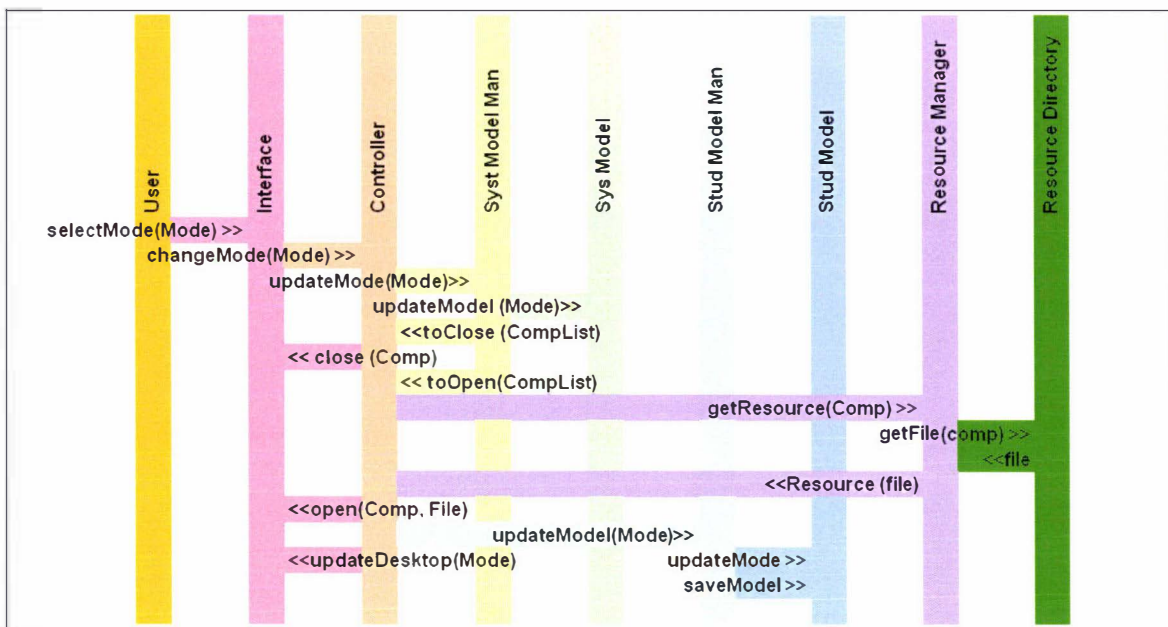 User
Interface
Controller
Syst Model Man
Sys Model
Stud Model Man
Stud Model
Resource Manager
Resource Directory
selectMode(Mode) >>
changeMode(Mode) >>
updateMode(Mode)>>
updateModel (Mode)>>
<<toClose (CompList)
<< close (Comp)
<< toOpen(CompList)
getResource(Comp) >>
getFile(comp) >>
<<file
<<Resource (file)
<<open(Comp, File)
updateModel(Mode)>>
<<updateDesktop(Mode) updateMode >>
saveModel >>